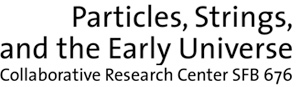 Particles, Strings,
and the Early Universe
Collaborative Research Center SFB 676